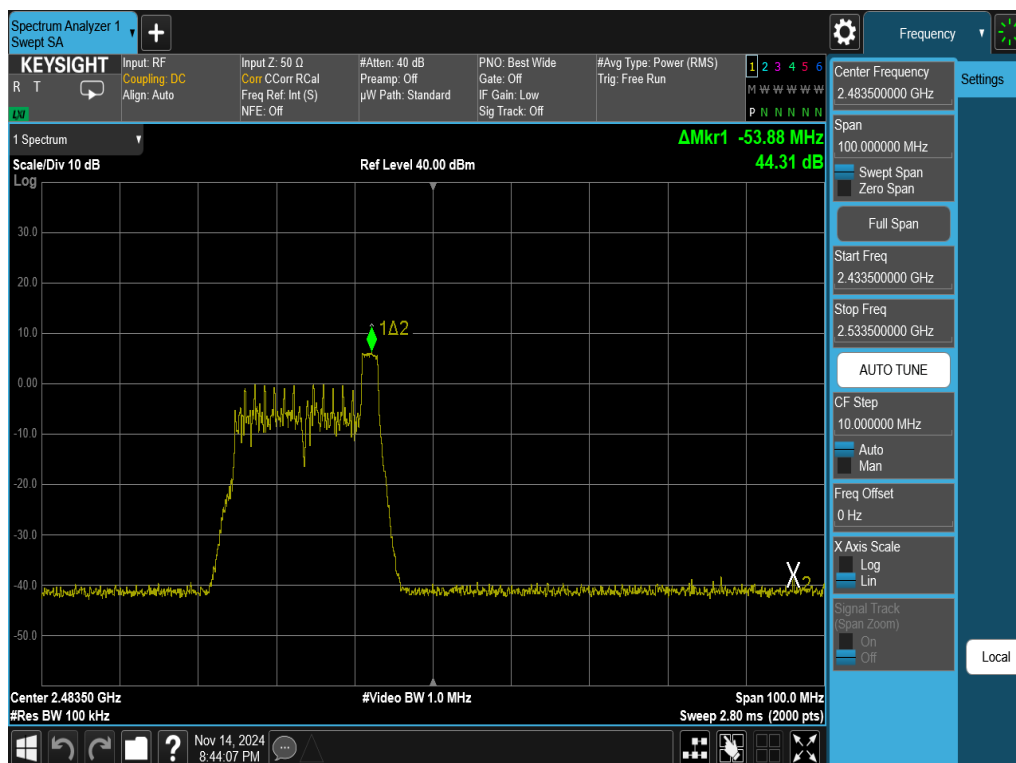 Spectrum Analyzer 1
Swept SA
Frequency
KEYSIGHT
R T
LXI
Input: RF
Coupling: DC
Align: Auto
Input Z: 50 Ω
Corr CCorr RCal
Freq Ref: Int (S)
NFE: Off
#Atten: 40 dB
Preamp: Off
µW Path: Standard
PNO: Best Wide
Gate: Off
IF Gain: Low
Sig Track: Off
#Avg Type: Power (RMS)
Trig: Free Run
1 2 3 4 5 6
M W W W W W
P N N N N N
1 Spectrum
Scale/Div 10 dB
Log
Ref Level 40.00 dBm
ΔMkr1 -53.88 MHz
44.31 dB
30.0
20.0
10.0
0.00
-10.0
-20.0
-30.0
-40.0
-50.0
1Δ2
X2
Center 2.48350 GHz
#Res BW 100 kHz
#Video BW 1.0 MHz
Span 100.0 MHz
Sweep 2.80 ms (2000 pts)
Center Frequency
2.483500000 GHz
Span
100.000000 MHz
Swept Span
Zero Span
Full Span
Start Freq
2.433500000 GHz
Stop Freq
2.533500000 GHz
AUTO TUNE
CF Step
10.000000 MHz
Auto
Man
Freq Offset
0 Hz
X Axis Scale
Log
Lin
Signal Track
(Span Zoom)
On
Off
Settings
Local
?
Nov 14, 2024
8:44:07 PM